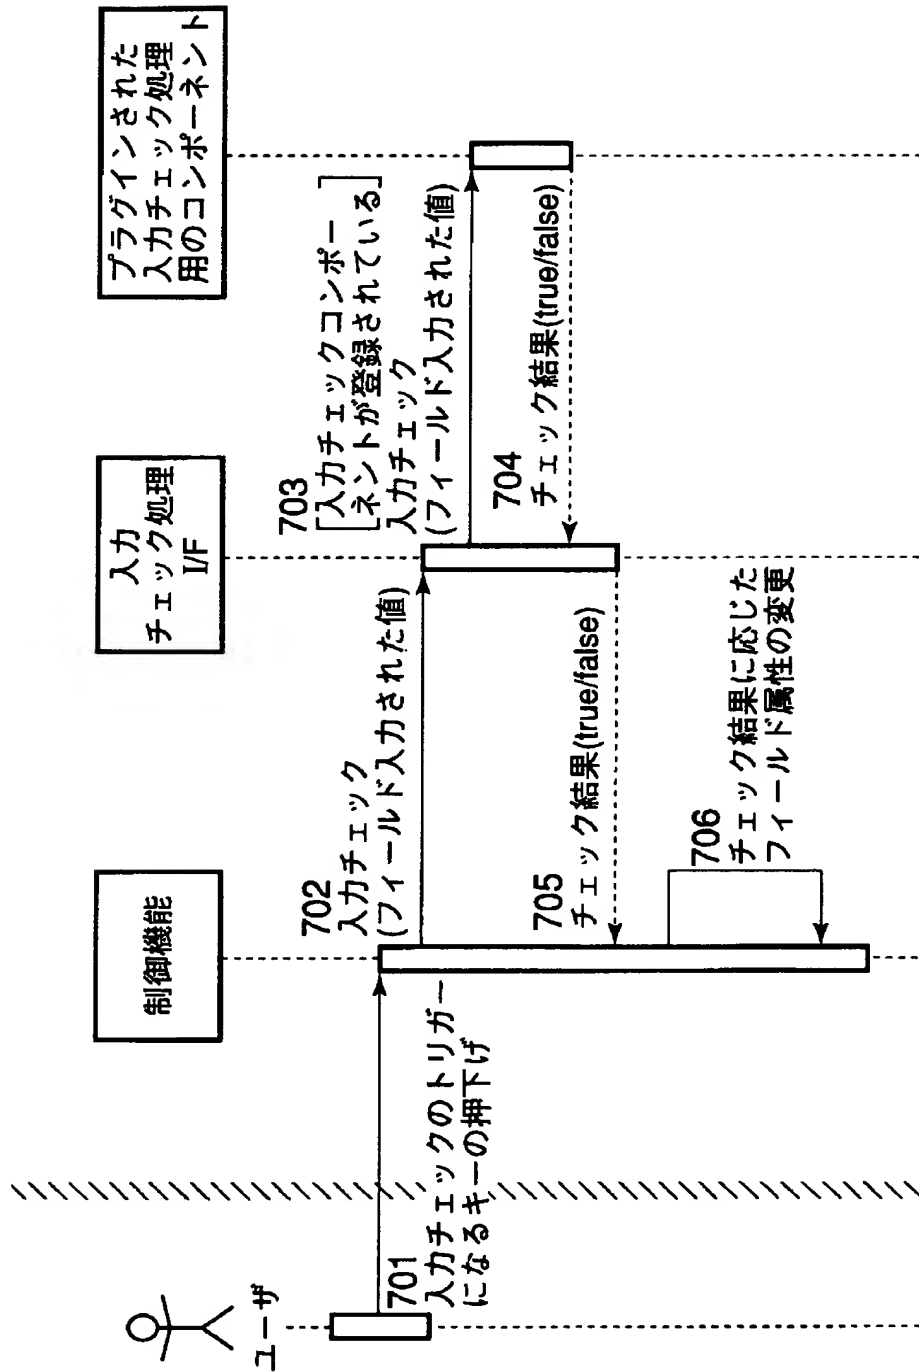 ユーザ
制御機能
入力
チェック処理
I/F
プラグインされた
入力チェック処理
用のコンポーネント
701
入力チェックのトリガー
になるキーの押下げ
702
入力チェック
(フィールド入力された値)
703
[入力チェックコンポー
ネントが登録されている]
入力チェック
(フィールド入力された値)
704
チェック結果(true/false)
705
チェック結果(true/false)
706
チェック結果に応じた
フィールド属性の変更